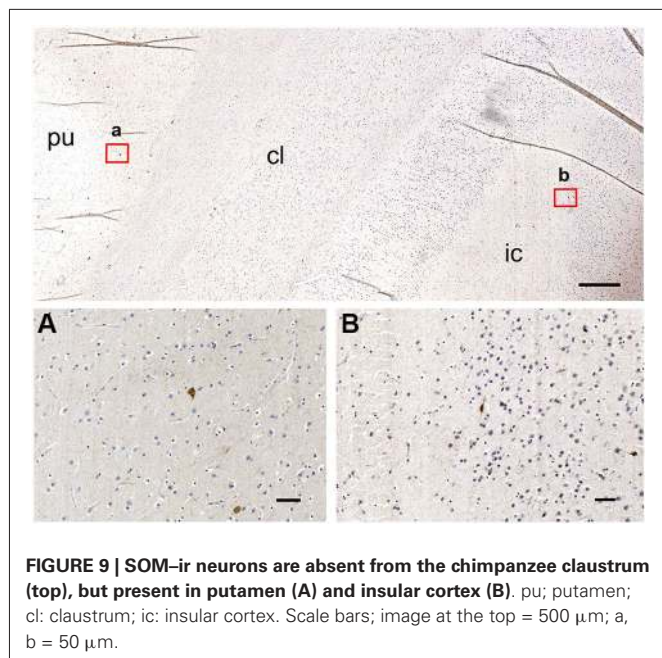 pu
a
cl
b
ic
A
B
FIGURE 9 | SOM–ir neurons are absent from the chimpanzee claustrum
(top), but present in putamen (A) and insular cortex (B). pu; putamen;
cl: claustrum; ic: insular cortex. Scale bars; image at the top = 500 μm; a,
b = 50 μm.